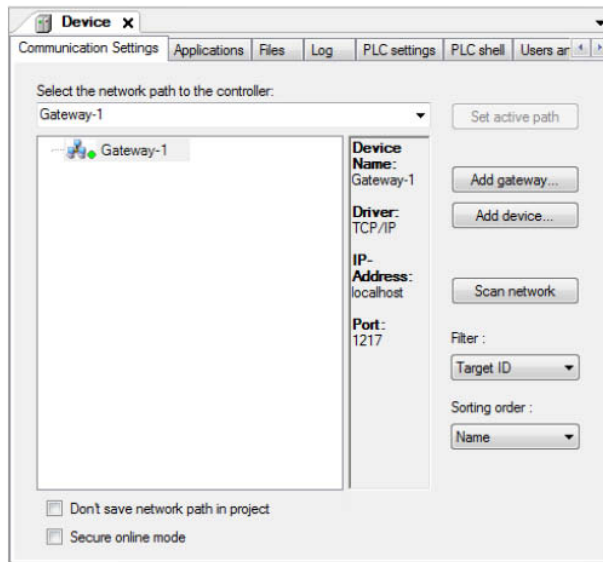 Device
Communication Settings
Applications
Files
Log
PLC settings
PLC shell
Users ar
Select the network path to the controller:
Gateway-1
Set active path
Gateway-1
Device
Name:
Gateway-1
Driver:
TCP/IP
IP-
Address:
localhost
Port:
1217
Add gateway...
Add device...
Scan network
Filter :
Target ID
Sorting order :
Name
Don't save network path in project
Secure online mode